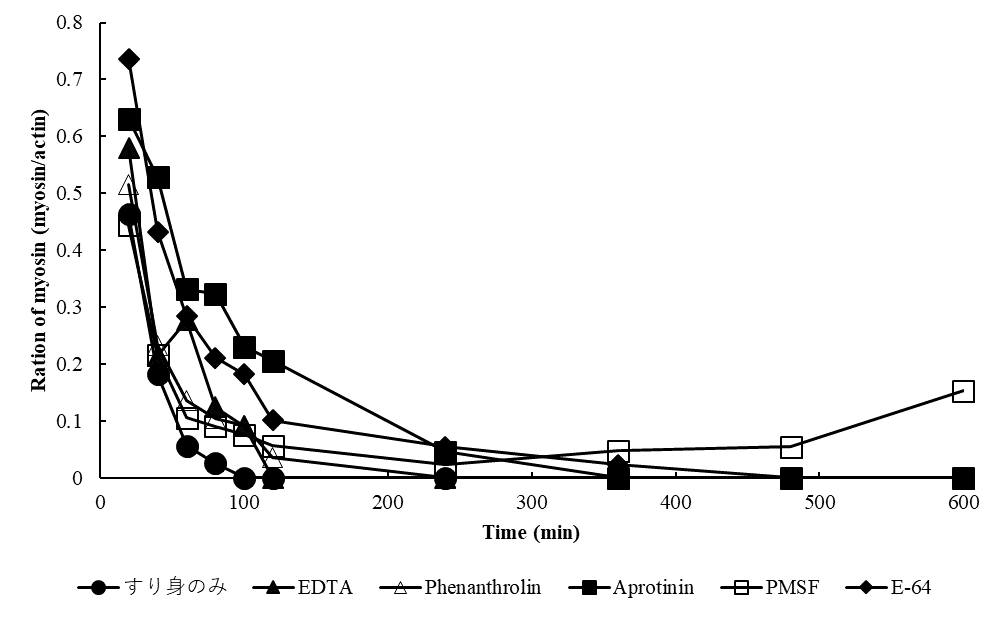 0.8
0.7
0.6
0.5
0.4
0.3
0.2
0.1
0
Ration of myosin (myosin/actin)
0 100 200 300 400 500 600
Time (min)
すり身のみ EDTA Phenanthrolin Aprotinin PMSF E-64